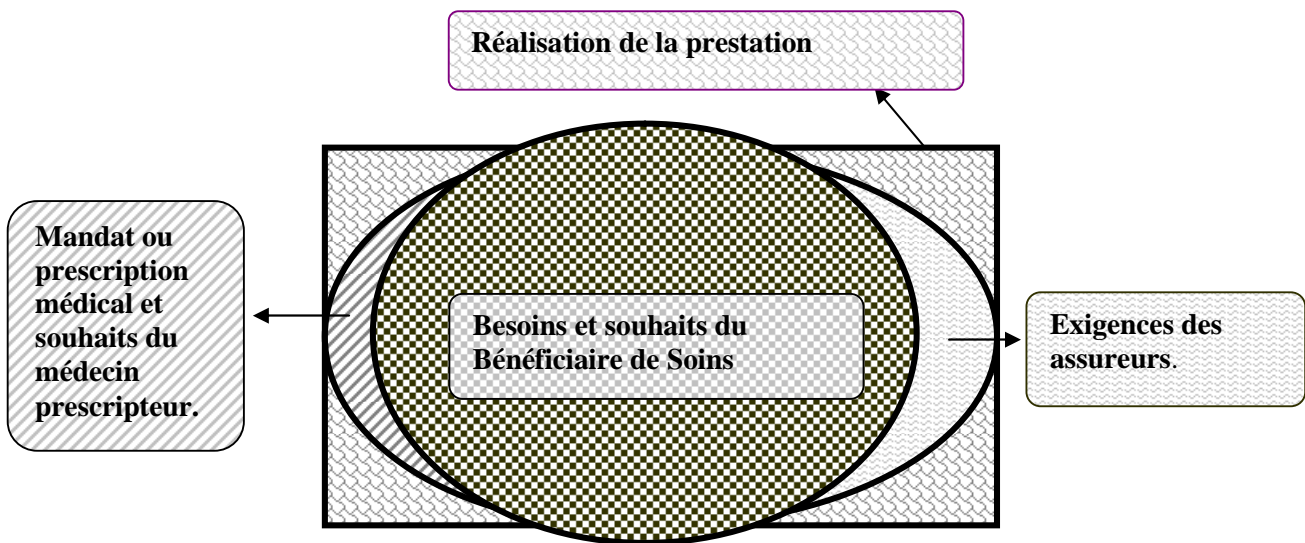 Réalisation de la prestation
Mandat ou
prescription
médical et
souhaits du
médecin
prescripteur.
Besoins et souhaits du
Bénéficiaire de Soins
Exigences des
assureurs.